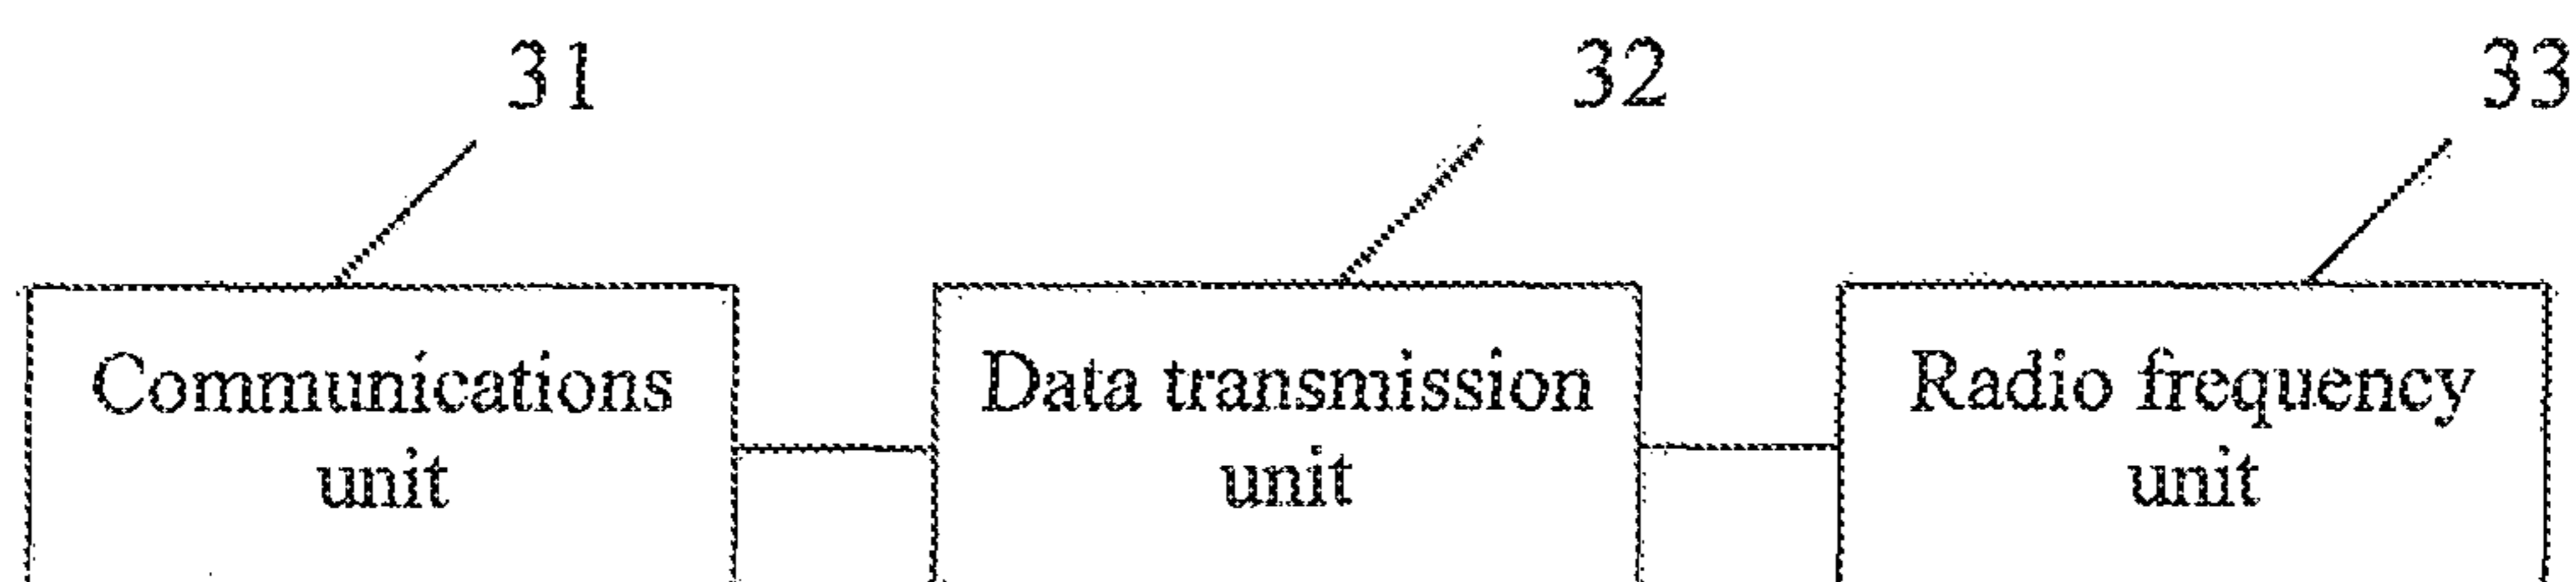 31
32
33
Communications
unit
Data transmission
unit
Radio frequency
unit